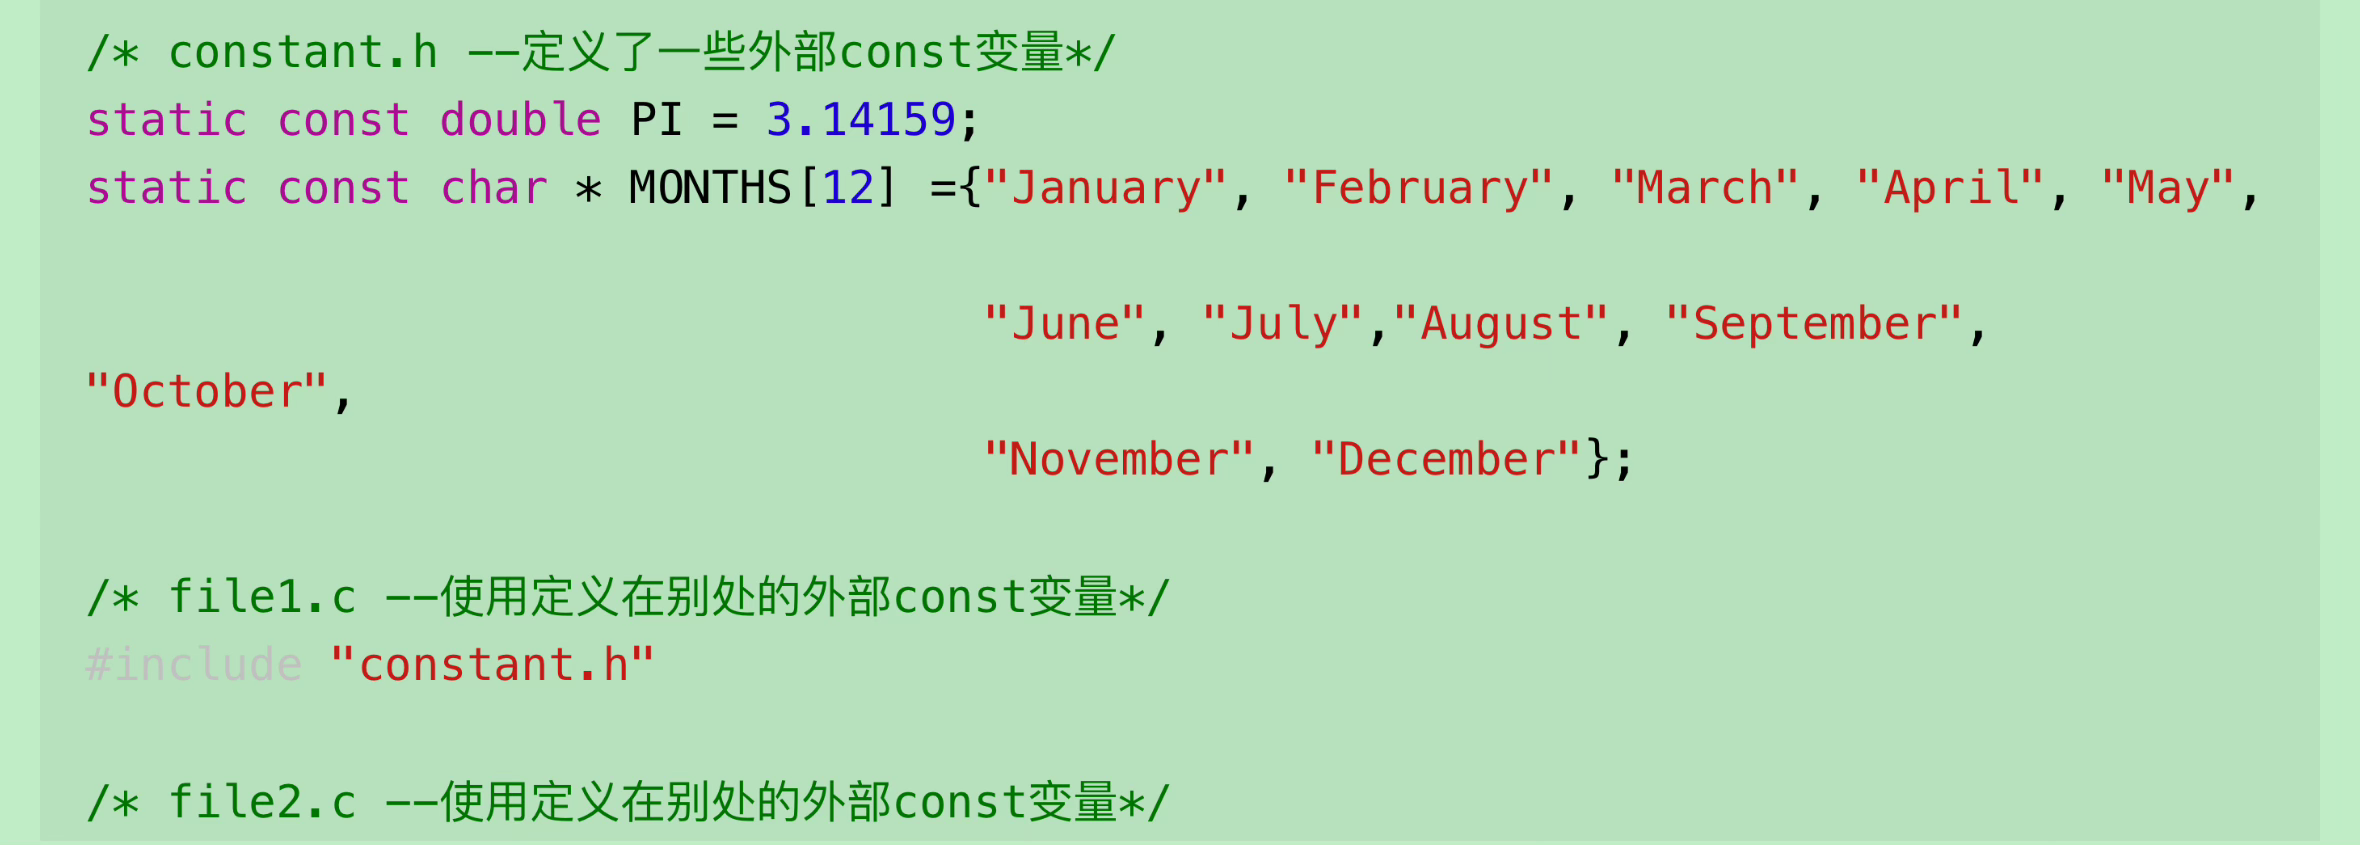 /* constant.h --定义了一些外部const变量*/
static const double PI = 3.14159;
static const char * MONTHS[12] ={"January", "February", "March", "April", "May",
"June", "July","August", "September",
"October",
"November", "December"};
/* file1.c --使用定义在别处的外部const变量*/
#include "constant.h"
/* file2.c --使用定义在别处的外部const变量*/